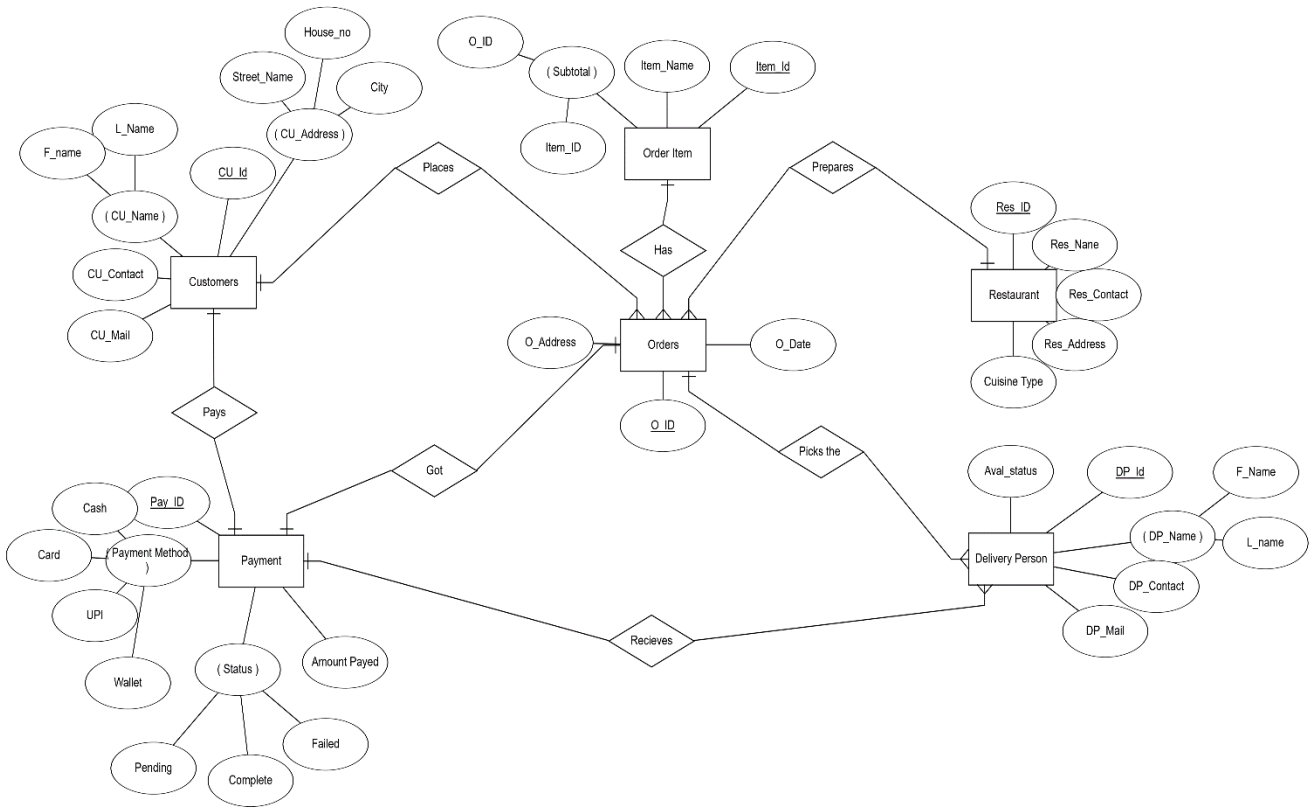 House_no
O_ID
Item_Name
Item_Id
( Subtotal )
Street_Name
City
L_Name
( CU_Address )
F_name
Item_ID
Order Item
CU_Id
Places
Prepares
( CU_Name )
Res_ID
Has
Res_Nane
CU_Contact
Customers
Restaurant
Res_Contact
CU_Mail
O_Address
Orders
O_Date
Res_Address
Cuisine Type
Pays
O_ID
Got
Picks the
Aval_status
DP_Id
F_Name
Cash
Pay_ID
( DP_Name )
L_name
Card
( Payment Method
)
Payment
Delivery Person
DP_Contact
UPI
DP_Mail
Recieves
( Status )
Amount Payed
Wallet
Failed
Pending
Complete